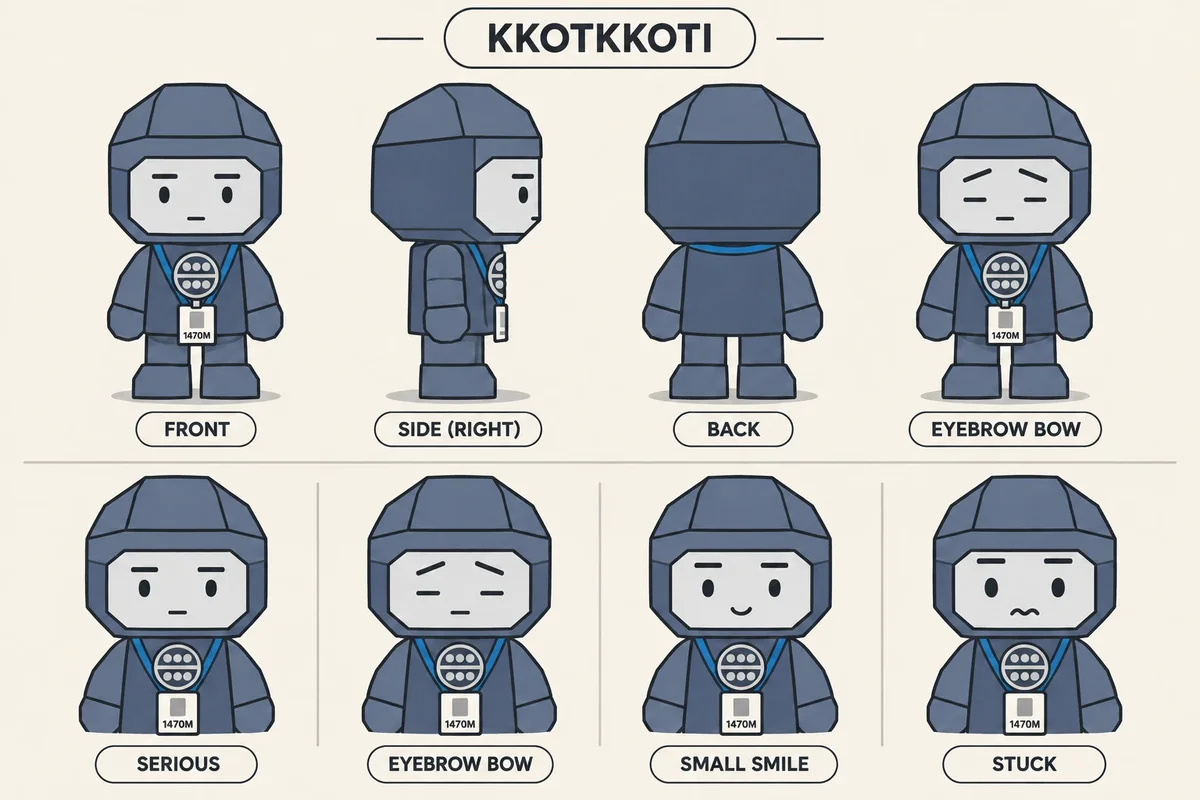 KKOTKKOTI
1470M
1470M
1470M
FRONT
SIDE (RIGHT)
BACK
EYEBROW BOW
1470M
1470M
1470M
1470M
SERIOUS
EYEBROW BOW
SMALL SMILE
STUCK